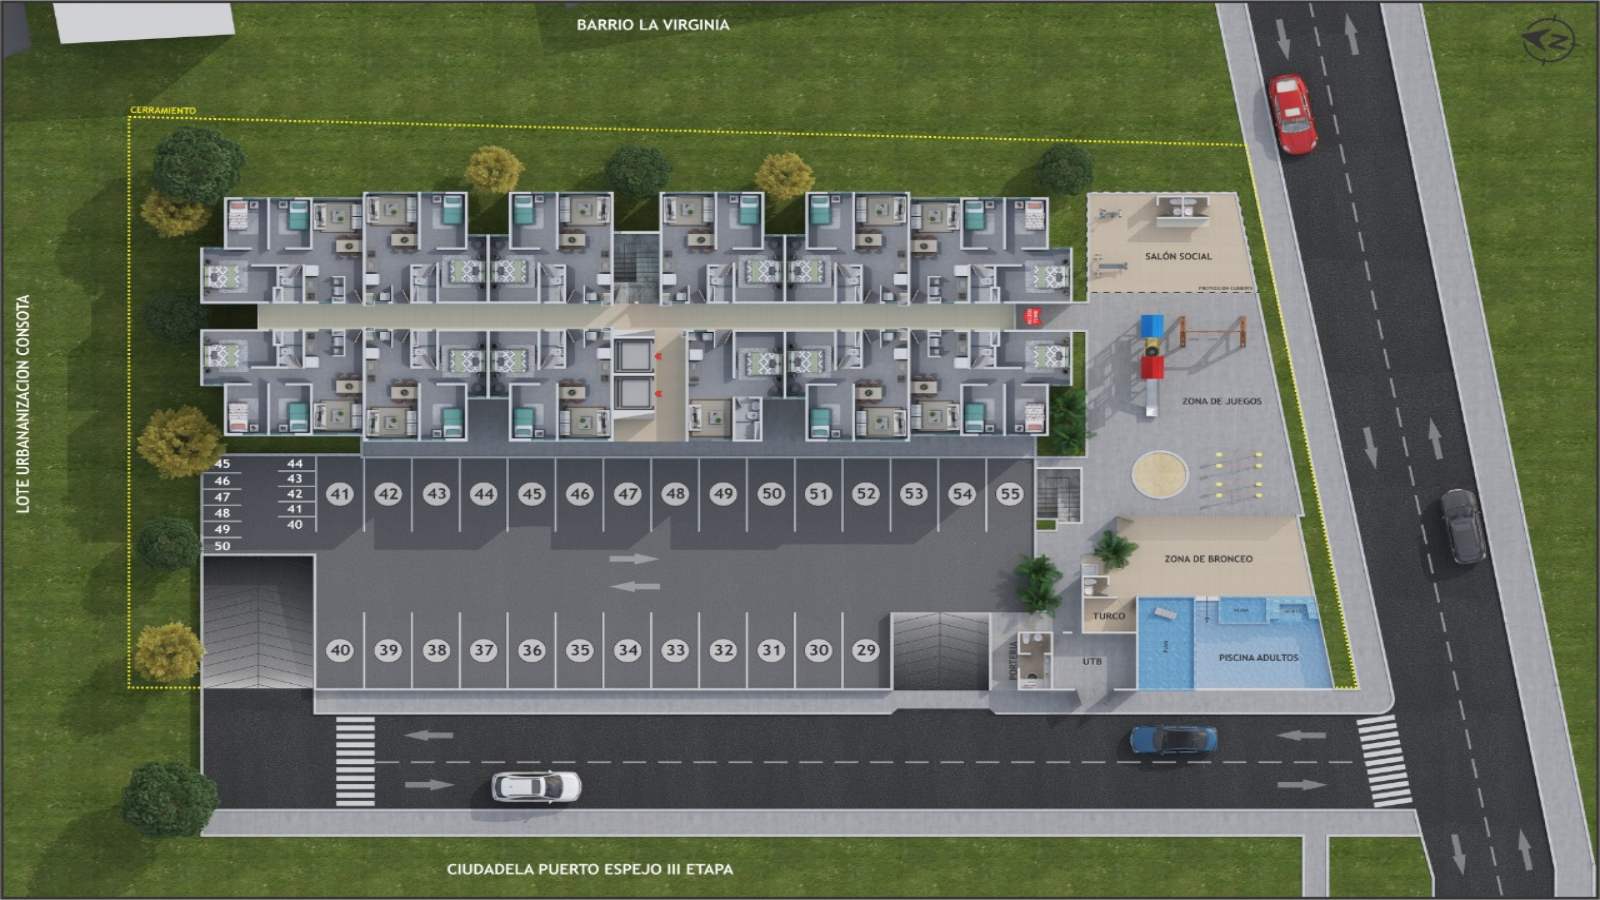 BARRIO LA VIRGINIA
N
CERRAMIENTO
SALÓN SOCIAL
LOTE URBANANIZACION CONSOTA
ZONA DE JUEGOS
45
46
47
48
49
50
44
43
42
41
40
41 42 43 44 45 46 47 48 49 50 51 52 53 54 55
ZONA DE BRONCEO
TURCO
40 39 38 37 36 35 34 33 32 31 30 29
PORTERIA
UTB
PISCINA ADULTOS
CIUDADELA PUERTO ESPEJO III ETAPA